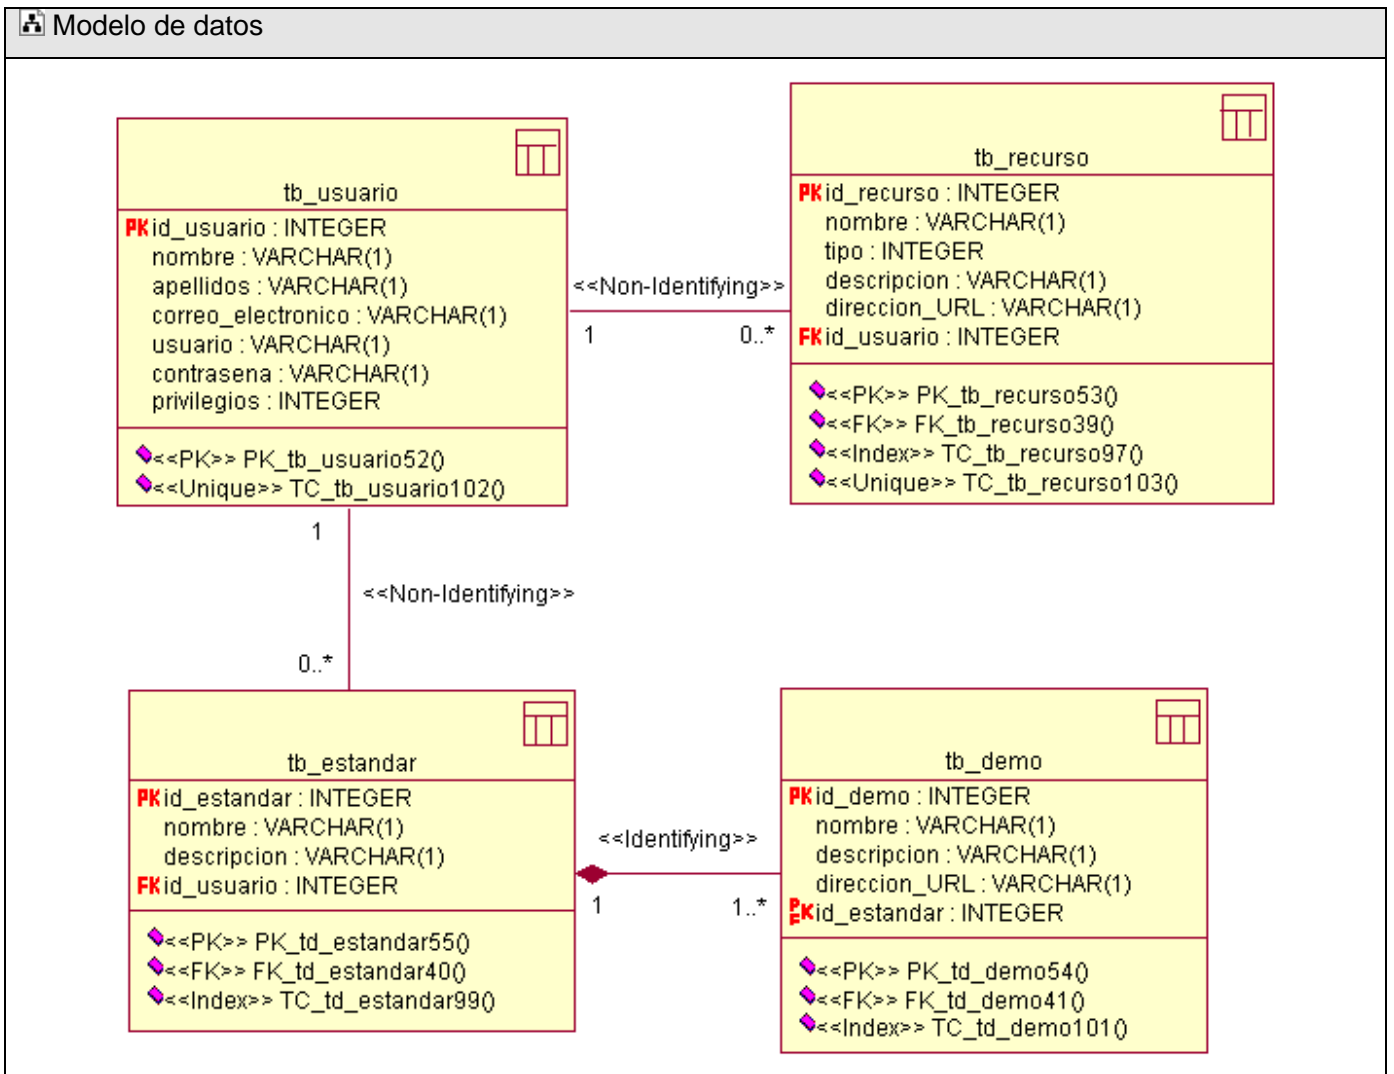 Modelo de datos
tb_usuario
PK id_usuario : INTEGER
nombre : VARCHAR(1)
apellidos : VARCHAR(1)
correo_electronico : VARCHAR(1)
usuario : VARCHAR(1)
contrasena : VARCHAR(1)
privilegios : INTEGER
<<PK>> PK_tb_usuario52()
<<Unique>> TC_tb_usuario102()
<<Non-Identifying>>
1
0..*
tb_recurso
PK id_recurso : INTEGER
nombre : VARCHAR(1)
tipo : INTEGER
descripcion : VARCHAR(1)
direccion_URL : VARCHAR(1)
FK id_usuario : INTEGER
<<PK>> PK_tb_recurso53()
<<FK>> FK_tb_recurso39()
<<Index>> TC_tb_recurso97()
<<Unique>> TC_tb_recurso103()
1
<<Non-Identifying>>
0..*
tb_estandar
PK id_estandar : INTEGER
nombre : VARCHAR(1)
descripcion : VARCHAR(1)
FK id_usuario : INTEGER
<<PK>> PK_td_estandar55()
<<FK>> FK_td_estandar40()
<<Index>> TC_td_estandar99()
<<Identifying>>
1
1..*
tb_demo
PK id_demo : INTEGER
nombre : VARCHAR(1)
descripcion : VARCHAR(1)
direccion_URL : VARCHAR(1)
PFK id_estandar : INTEGER
<<PK>> PK_td_demo54()
<<FK>> FK_td_demo41()
<<Index>> TC_td_demo101()